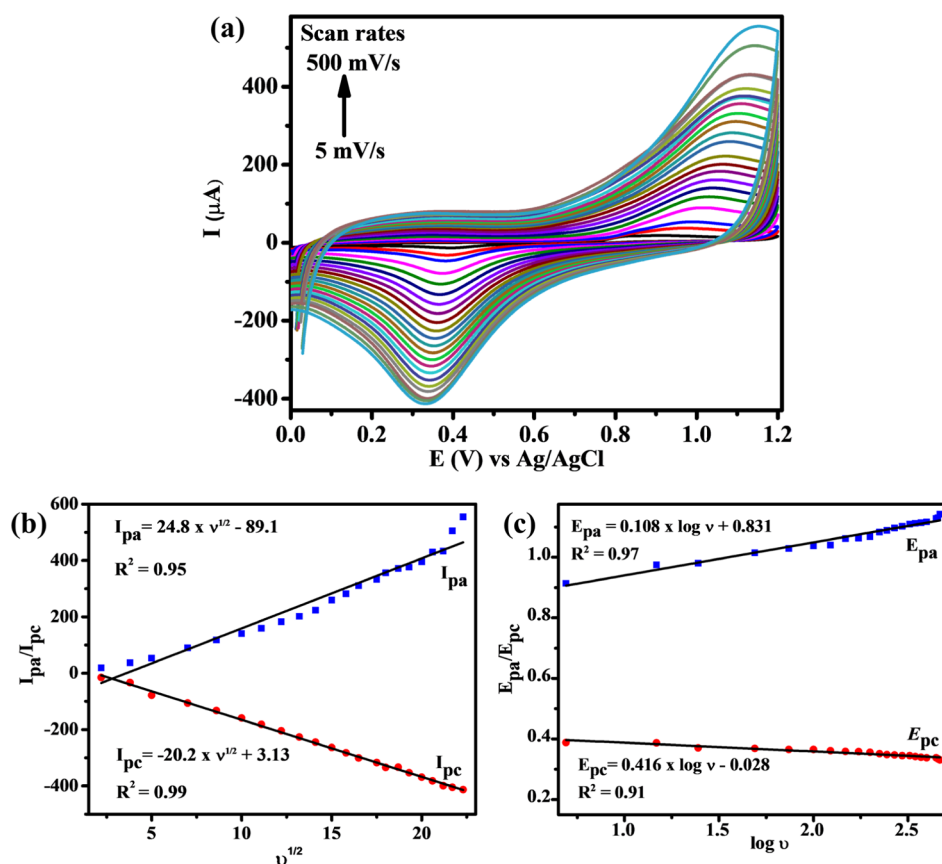 (a)
Scan rates
500 mV/s
5 mV/s
400
200
0
-200
-400
I (μA)
0.0 0.2 0.4 0.6 0.8 1.0 1.2
E (V) vs Ag/AgCl
(b)
600
400
200
0
-200
-400
Ipa/Ipc
Ipa= 24.8 x ν1/2 – 89.1
R2 = 0.95
Ipa
Ipc= -20.2 x ν1/2 + 3.13
R2 = 0.99
Ipc
5 10 15 20
υ1/2
(c)
1.0
0.8
0.6
0.4
0.2
Epa/Epc
Epa= 0.108 x log ν + 0.831
R2 = 0.97
Epa
Epc
Epc= 0.416 x log ν - 0.028
R2 = 0.91
1.0 1.5 2.0 2.5
log υ